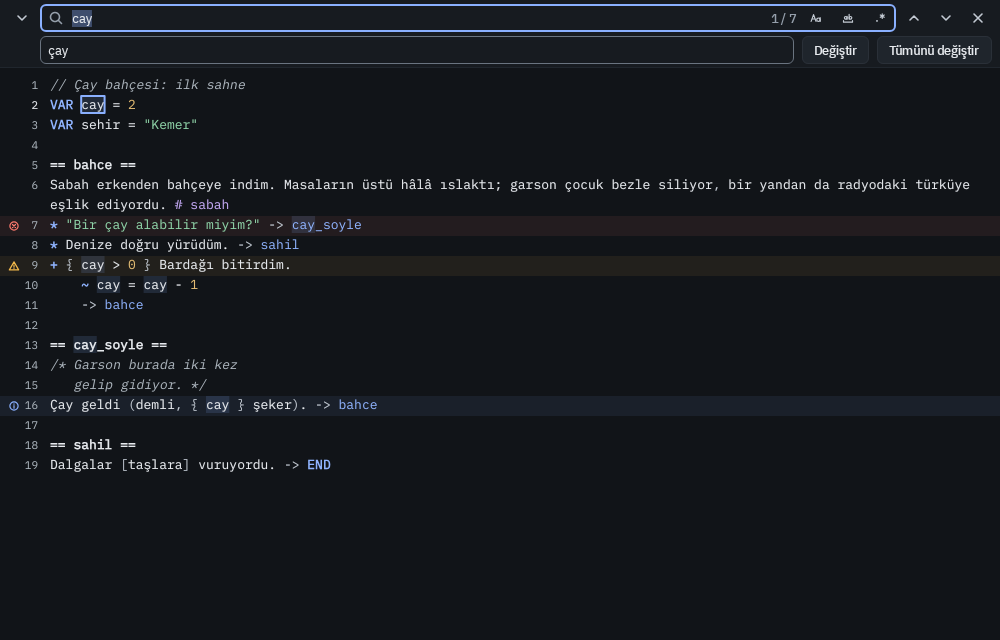 cay 1/7 Aa ab .*
çay Değiştir Tümünü değiştir
1 // Çay bahçesi: ilk sahne
2 VAR cay = 2
3 VAR sehir = "Kemer"
4
5 == bahce ==
6 Sabah erkenden bahçeye indim. Masaların üstü hâlâ ıslaktı; garson çocuk bezle siliyor, bir yandan da radyodaki türküye
eşlik ediyordu. # sabah
7 * "Bir çay alabilir miyim?" -> cay_soyle
8 * Denize doğru yürüdüm. -> sahil
9 + { cay > 0 } Bardağı bitirdim.
10 ~ cay = cay - 1
11 -> bahce
12
13 == cay_soyle ==
14 /* Garson burada iki kez
15 gelip gidiyor. */
16 Çay geldi (demli, { cay } şeker). -> bahce
17
18 == sahil ==
19 Dalgalar [taşlara] vuruyordu. -> END